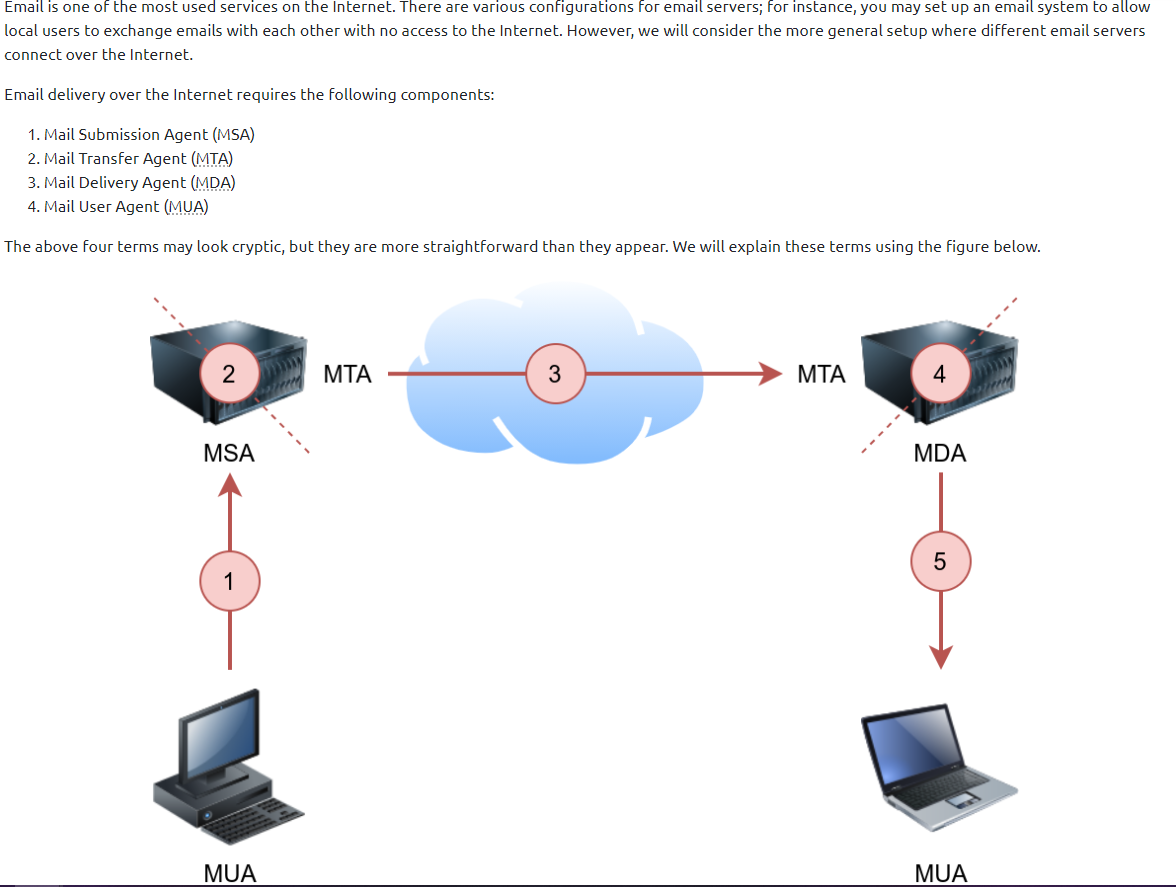 Email is one of the most used services on the Internet. There are various configurations for email servers; for instance, you may set up an email system to allow
local users to exchange emails with each other with no access to the Internet. However, we will consider the more general setup where different email servers
connect over the Internet.
Email delivery over the Internet requires the following components:
1. Mail Submission Agent (MSA)
2. Mail Transfer Agent (MTA)
3. Mail Delivery Agent (MDA)
4. Mail User Agent (MUA)
The above four terms may look cryptic, but they are more straightforward than they appear. We will explain these terms using the figure below.
2 MTA 3 MTA 4
MSA MDA
1 5
MUA MUA